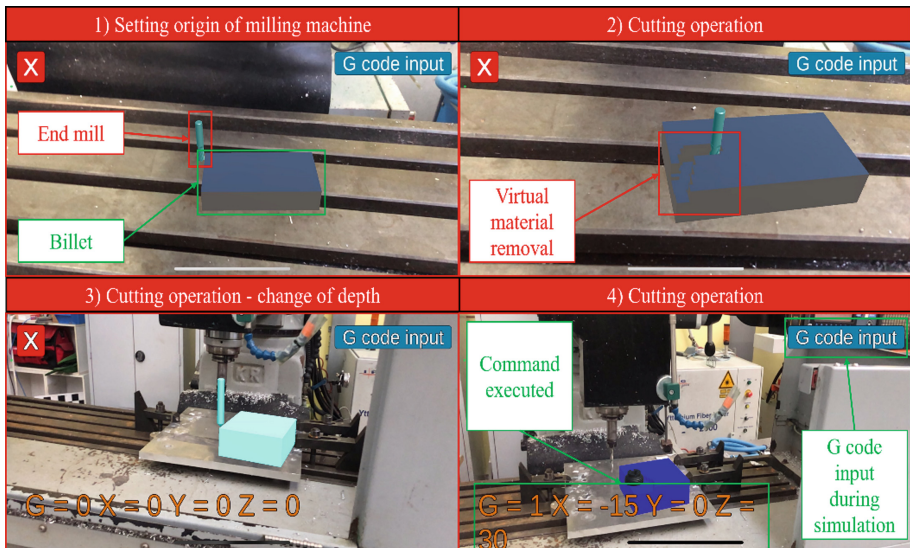 1) Setting origin of milling machine
X
G code input
End mill
Billet
2) Cutting operation
X
G code input
Virtual
material
removal
3) Cutting operation - change of depth
X
G code input
KR
G = 0 X = 0 Y = 0 Z = 0
4) Cutting operation
G code input
Command
executed
Fiber
G code
input
during
simulation
G = 1 X = -15 Y = 0 Z =
30